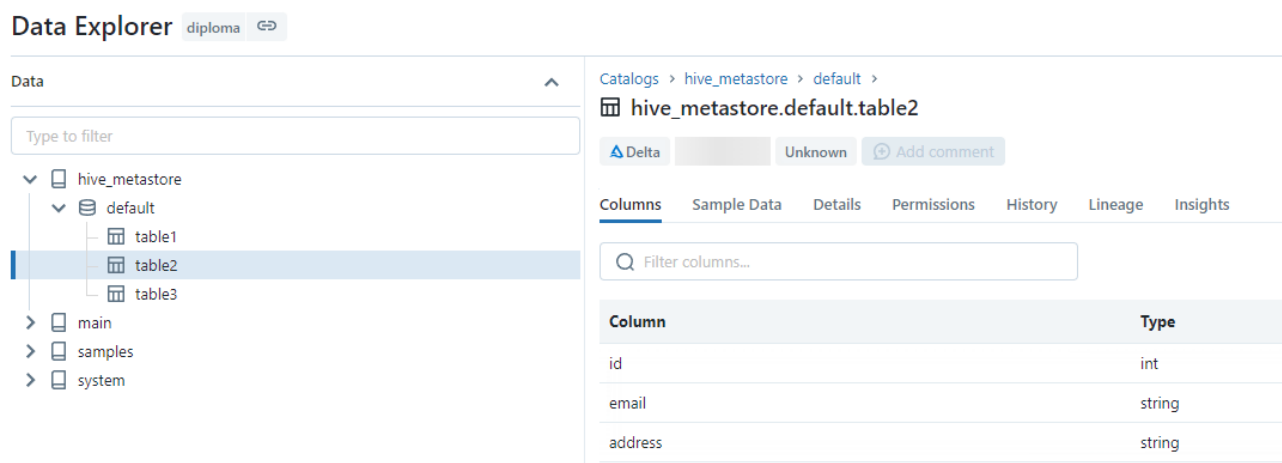 Data Explorer diploma
Data
Type to filter
hive_metastore
default
table1
table2
table3
main
samples
system
Catalogs > hive_metastore > default >
hive_metastore.default.table2
Delta Unknown Add comment
Columns Sample Data Details Permissions History Lineage Insights
Filter columns...
Column Type
id int
email string
address string